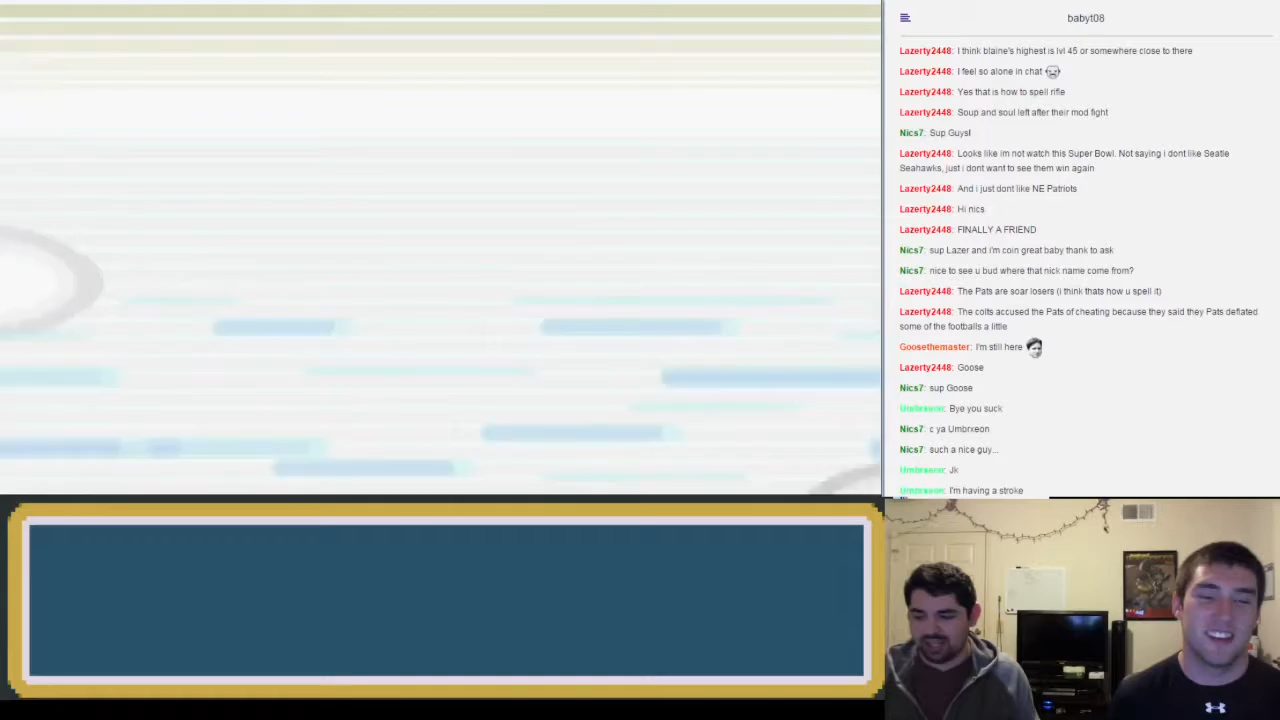 babyt08
Lazerty2448: I think blaine's highest is lvl 45 or somewhere close to there
Lazerty2448: I feel so alone in chat
Lazerty2448: Yes that is how to spell rifle
Lazerty2448: Soup and soul left after their mod fight
Nics7: Sup Guys!
Lazerty2448: Looks like im not watch this Super Bowl. Not saying i dont like Seatle
Seahawks, just i dont want to see them win again
Lazerty2448: And i just dont like NE Patriots
Lazerty2448: Hi nics
Lazerty2448: FINALLY A FRIEND
Nics7: sup Lazer and i'm coin great baby thank to ask
Nics7: nice to see u bud where that nick name come from?
Lazerty2448: The Pats are soar losers (i think thats how u spell it)
Lazerty2448: The colts accused the Pats of cheating because they said they Pats deflated
some of the footballs a little
Goosethemaster: I'm still here
Lazerty2448: Goose
Nics7: sup Goose
Umbrxeon: Bye you suck
Nics7: c ya Umbrxeon
Nics7: such a nice guy...
Umbrxeon: Jk
Umbrxeon: I'm having a stroke